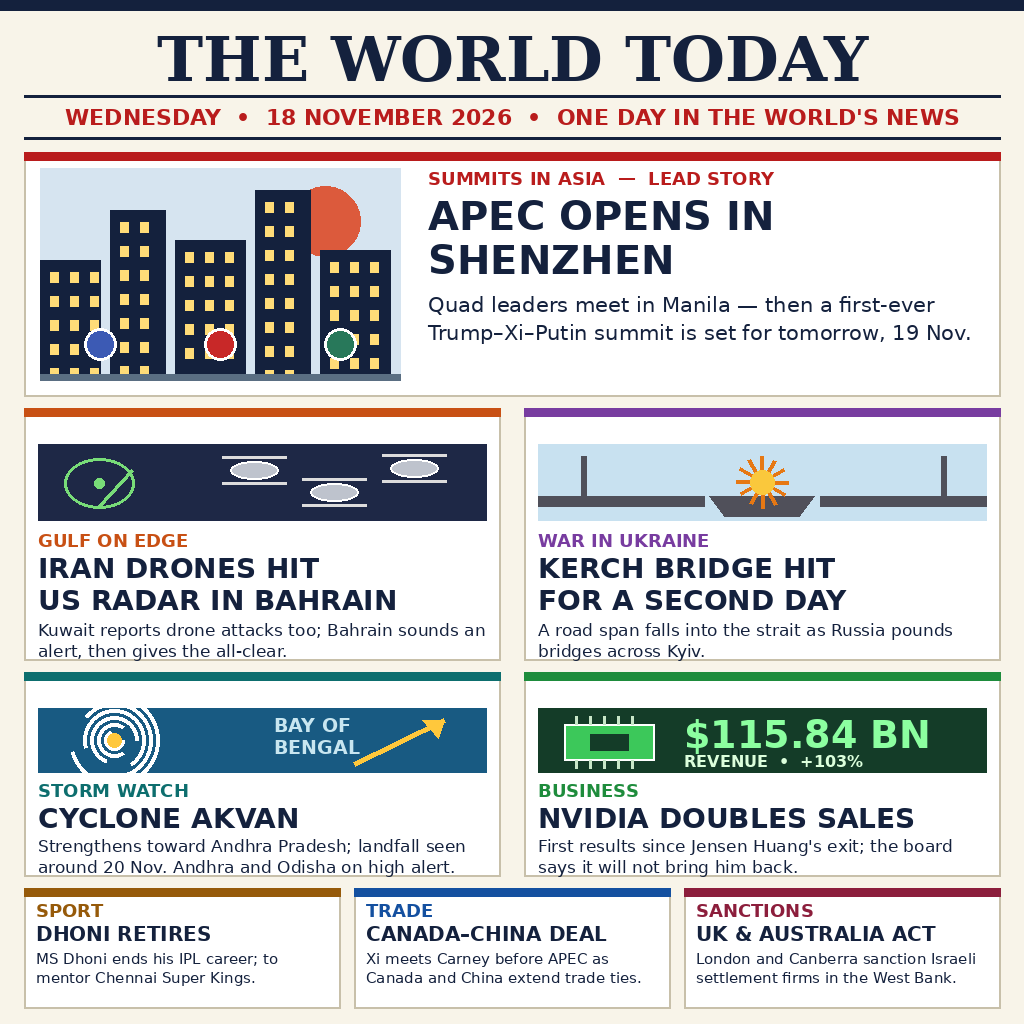 THE WORLD TODAY
WEDNESDAY • 18 NOVEMBER 2026 • ONE DAY IN THE WORLD'S NEWS
SUMMITS IN ASIA — LEAD STORY
APEC OPENS IN
SHENZHEN
Quad leaders meet in Manila — then a first-ever
Trump–Xi–Putin summit is set for tomorrow, 19 Nov.
GULF ON EDGE
IRAN DRONES HIT
US RADAR IN BAHRAIN
Kuwait reports drone attacks too; Bahrain sounds an
alert, then gives the all-clear.
WAR IN UKRAINE
KERCH BRIDGE HIT
FOR A SECOND DAY
A road span falls into the strait as Russia pounds
bridges across Kyiv.
BAY OF
BENGAL
STORM WATCH
CYCLONE AKVAN
Strengthens toward Andhra Pradesh; landfall seen
around 20 Nov. Andhra and Odisha on high alert.
$115.84 BN
REVENUE • +103%
BUSINESS
NVIDIA DOUBLES SALES
First results since Jensen Huang's exit; the board
says it will not bring him back.
SPORT
DHONI RETIRES
MS Dhoni ends his IPL career; to
mentor Chennai Super Kings.
TRADE
CANADA–CHINA DEAL
Xi meets Carney before APEC as
Canada and China extend trade ties.
SANCTIONS
UK & AUSTRALIA ACT
London and Canberra sanction Israeli
settlement firms in the West Bank.